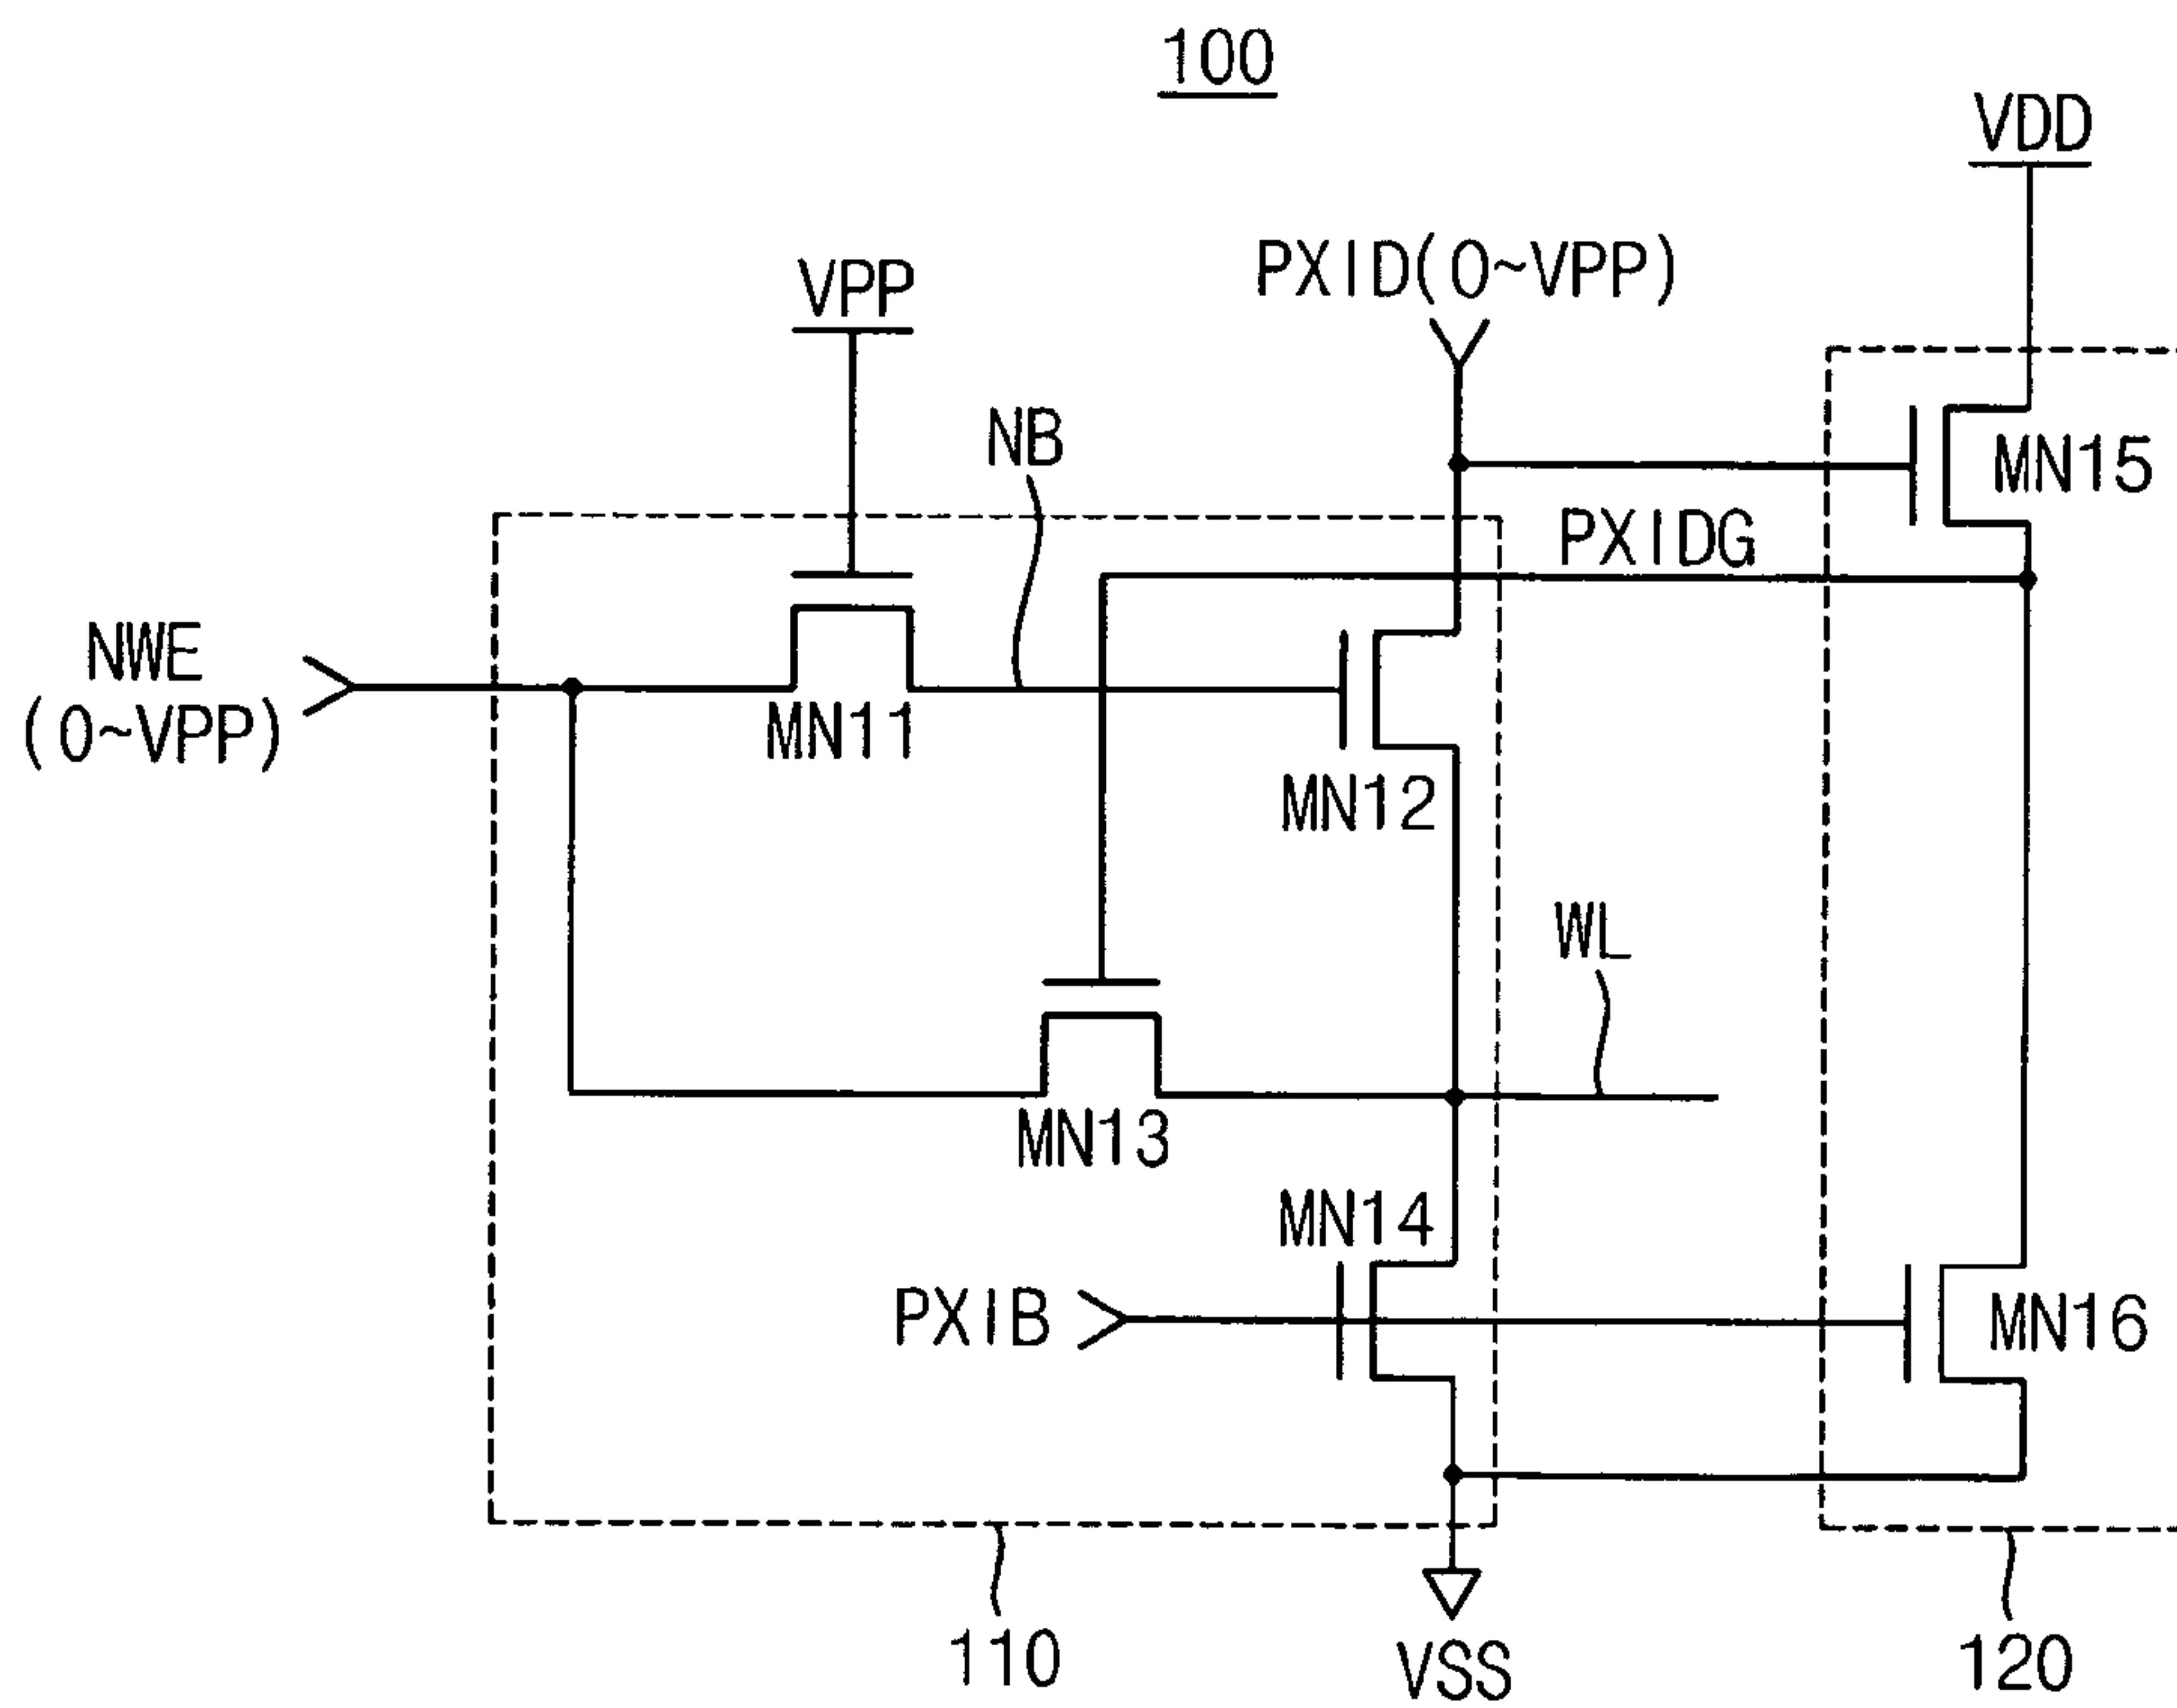 100
VDD
PXID(0~VPP)
VPP
NB
MN15
PXIDG
NWE
(0~VPP)
MN11
MN12
WL
MN13
MN14
PXIB
MN16
110
VSS
120